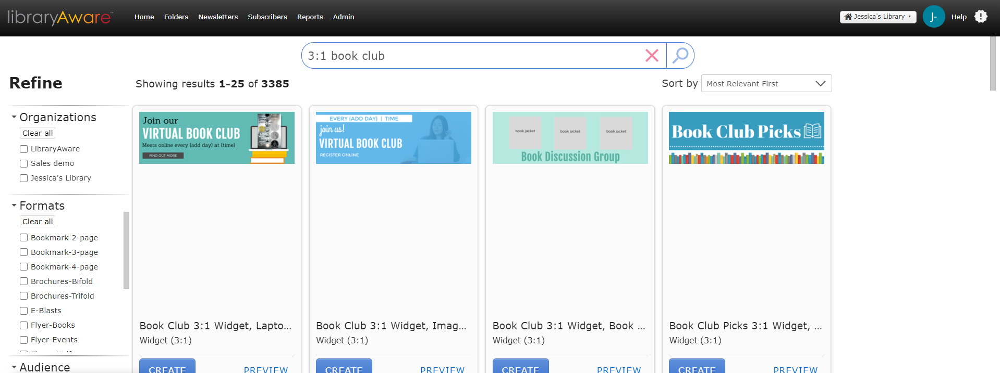 libraryAware™
Home Folders Newsletters Subscribers Reports Admin
Jessica's Library
J-
Help
3:1 book club
Refine
Showing results 1-25 of 3385
Sort by Most Relevant First
Organizations
Clear all
LibraryAware
Sales demo
Jessica's Library
Formats
Clear all
Bookmark-2-page
Bookmark-3-page
Bookmark-4-page
Brochures-Bifold
Brochures-Trifold
E-Blasts
Flyer-Books
Flyer-Events
Audience
Join our
VIRTUAL BOOK CLUB
Meets online every {add day} at {time}
FIND OUT MORE
Book Club 3:1 Widget, Lapto...
Widget (3:1)
CREATE PREVIEW
EVERY {ADD DAY} | TIME
join us!
VIRTUAL BOOK CLUB
REGISTER ONLINE
Book Club 3:1 Widget, Imag...
Widget (3:1)
CREATE PREVIEW
book jacket book jacket book jacket
Book Discussion Group
Book Club 3:1 Widget, Book ...
Widget (3:1)
CREATE PREVIEW
Book Club Picks
Book Club Picks 3:1 Widget, ...
Widget (3:1)
CREATE PREVIEW